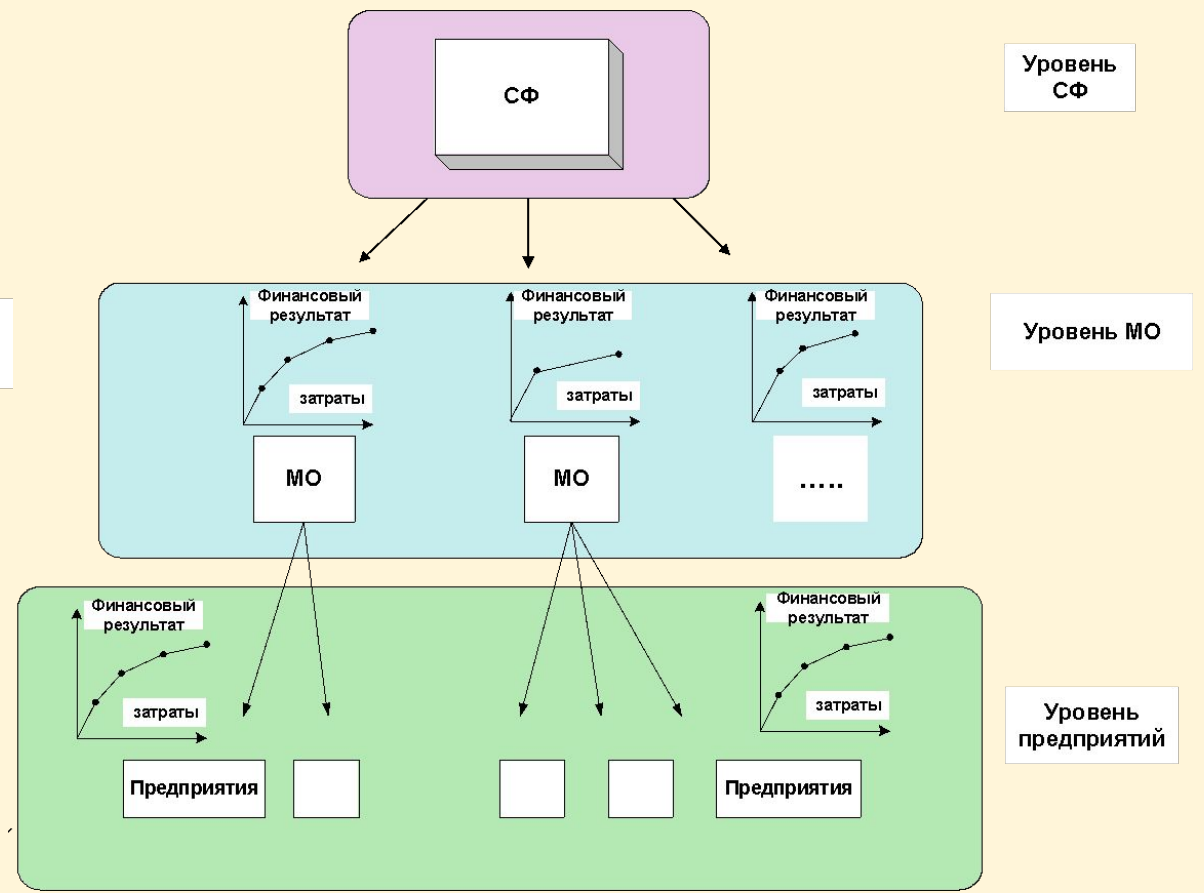 СФ
Уровень
СФ
Финансовый
результат
затраты
Финансовый
результат
затраты
Финансовый
результат
затраты
Уровень МО
МО
МО
.....
Финансовый
результат
затраты
Финансовый
результат
затраты
Уровень
предприятий
Предприятия
Предприятия